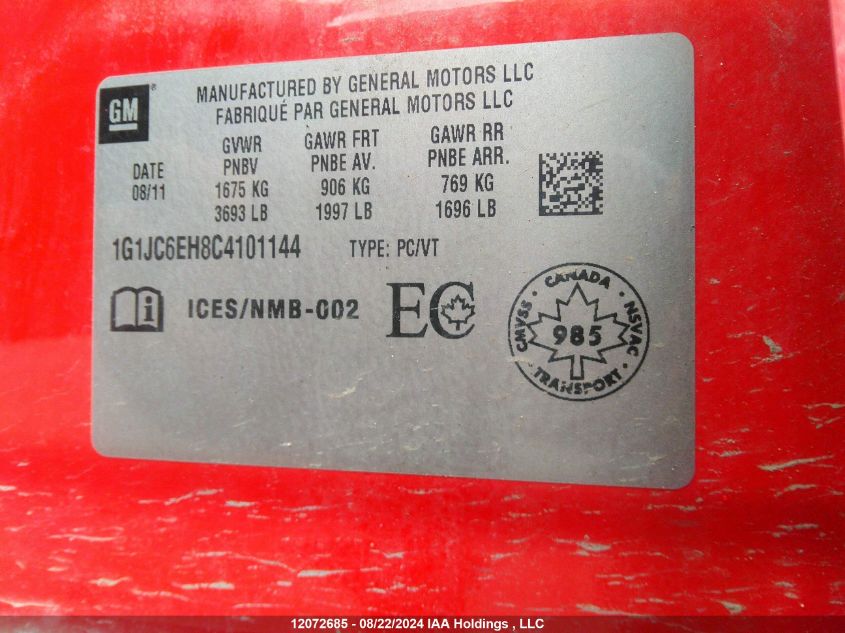 GM
MANUFACTURED BY GENERAL MOTORS LLC
FABRIQUÉ PAR GENERAL MOTORS LLC
DATE
08/11
GVWR
PNBV
1675 KG
3693 LB
GAWR FRT
PNBE AV.
906 KG
1997 LB
GAWR RR
PNBE ARR.
769 KG
1696 LB
1G1JC6EH8C4101144 TYPE: PC/VT
i ICES/NMB-002 EC
CANADA
CMVSS 985 NSVAC
TRANSPORT
12072685 - 08/22/2024 IAA Holdings , LLC